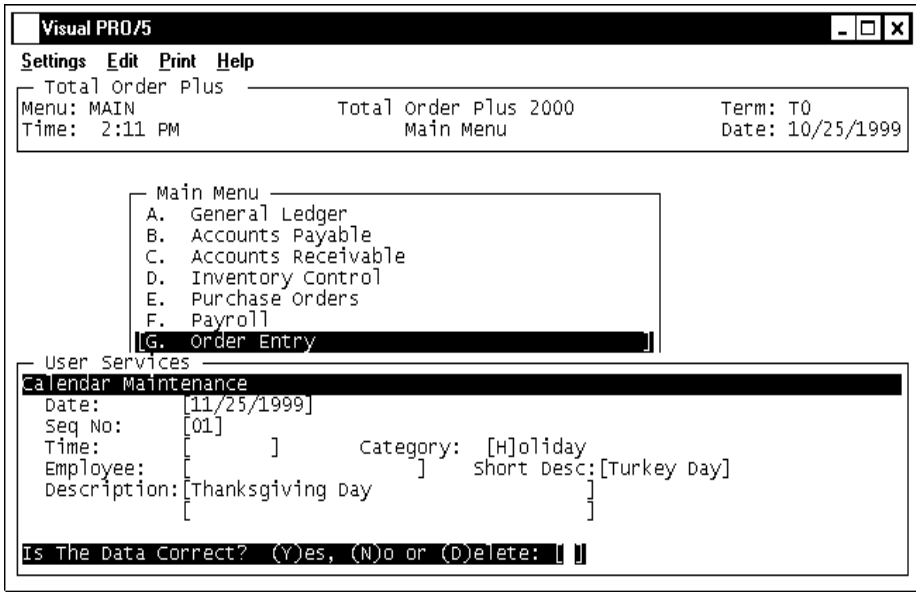 Visual PRO/5
Settings Edit Print Help
Total Order Plus
Menu: MAIN Total Order Plus 2000 Term: T0
Time: 2:11 PM Main Menu Date: 10/25/1999
Main Menu
A. General Ledger
B. Accounts Payable
C. Accounts Receivable
D. Inventory Control
E. Purchase Orders
F. Payroll
[G. Order Entry ]
User Services
Calendar Maintenance
Date: [11/25/1999]
Seq No: [01]
Time: [ ] Category: [H]oliday
Employee: [ ] Short Desc:[Turkey Day]
Description:[Thanksgiving Day ]
[ ]
Is The Data Correct? (Y)es, (N)o or (D)elete: [ ]